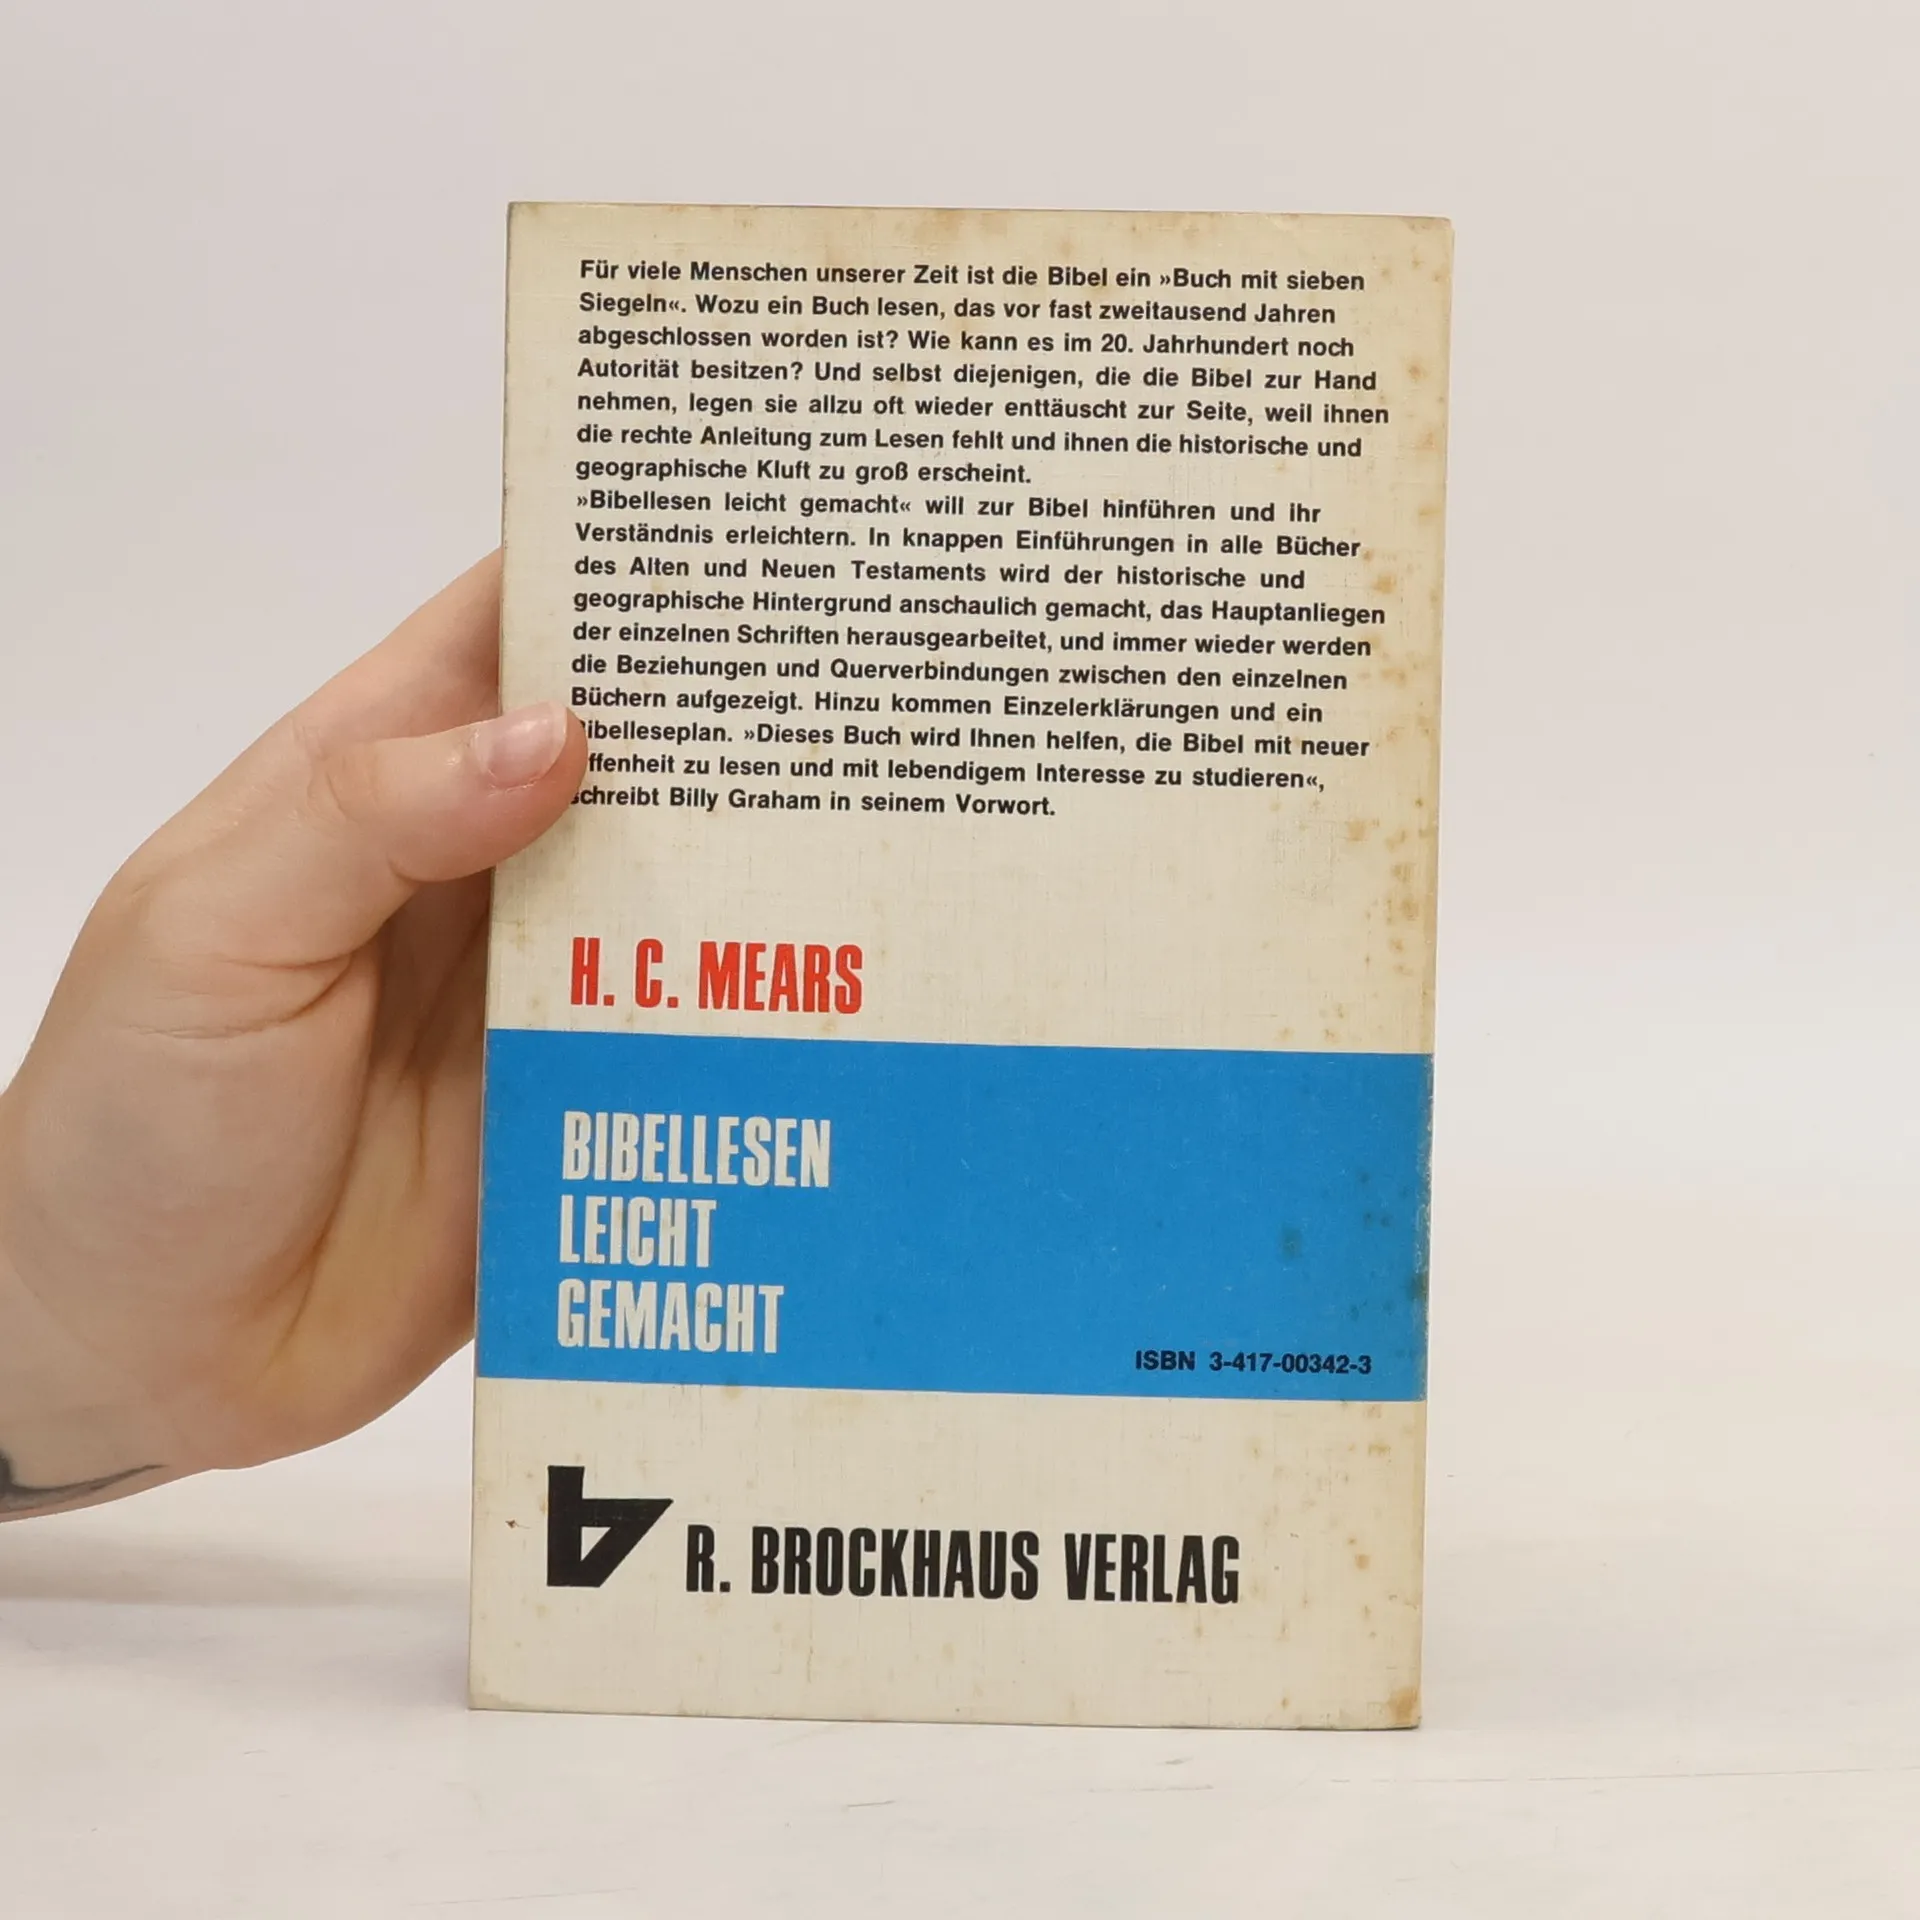 Für viele Menschen unserer Zeit ist die Bibel ein »Buch mit sieben
Siegeln«. Wozu ein Buch lesen, das vor fast zweitausend Jahren
abgeschlossen worden ist? Wie kann es im 20. Jahrhundert noch
Autorität besitzen? Und selbst diejenigen, die die Bibel zur Hand
nehmen, legen sie allzu oft wieder enttäuscht zur Seite, weil ihnen
die rechte Anleitung zum Lesen fehlt und ihnen die historische und
geographische Kluft zu groß erscheint.
»Bibellesen leicht gemacht« will zur Bibel hinführen und ihr
Verständnis erleichtern. In knappen Einführungen in alle Bücher
des Alten und Neuen Testaments wird der historische und
geographische Hintergrund anschaulich gemacht, das Hauptanliegen
der einzelnen Schriften herausgearbeitet, und immer wieder werden
die Beziehungen und Querverbindungen zwischen den einzelnen
Büchern aufgezeigt. Hinzu kommen Einzelerklärungen und ein
ibelleseplan. »Dieses Buch wird Ihnen helfen, die Bibel mit neuer
ffenheit zu lesen und mit lebendigem Interesse zu studieren«,
schreibt Billy Graham in seinem Vorwort.
H. C. MEARS
BIBELLESEN
LEICHT
GEMACHT
ISBN 3-417-00342-3
b R. BROCKHAUS VERLAG